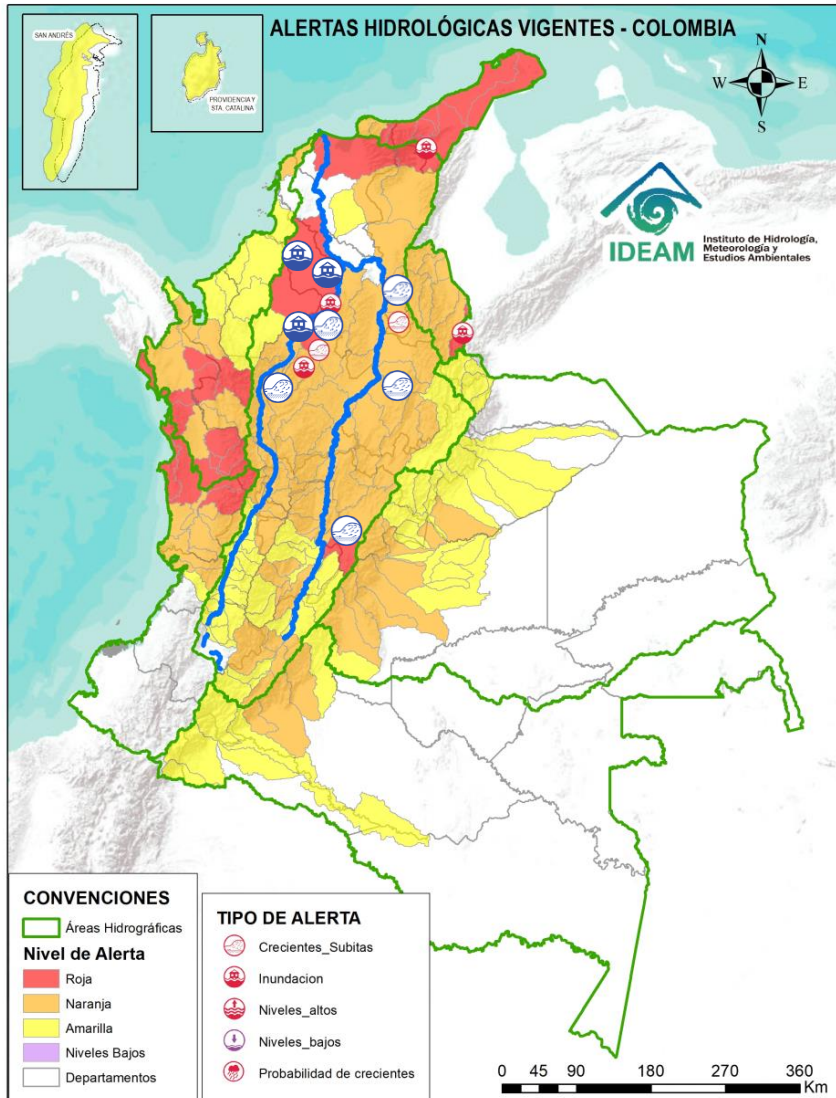 ALERTAS HIDROLÓGICAS VIGENTES - COLOMBIA
SAN ANDRÉS
PROVIDENCIA Y
STA. CATALINA
N
W
E
S
IDEAM
Instituto de Hidrología,
Meteorología y
Estudios Ambientales
CONVENCIONES
Áreas Hidrográficas
Nivel de Alerta
Roja
Naranja
Amarilla
Niveles Bajos
Departamentos
TIPO DE ALERTA
Crecientes_Subitas
Inundacion
Niveles_altos
Niveles_bajos
Probabilidad de crecientes
0 45 90 180 270 360
Km